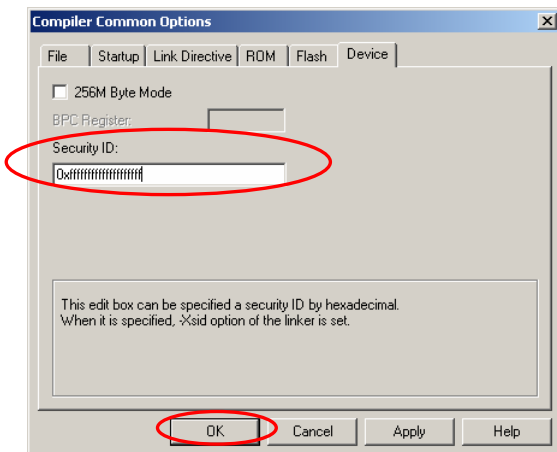 Compiler Common Options
File Startup Link Directive ROM Flash Device
256M Byte Mode
BPC Register:
Security ID:
0xffffffffffffffffffff
This edit box can be specified a security ID by hexadecimal.
When it is specified, -Xsid option of the linker is set.
OK Cancel Apply Help